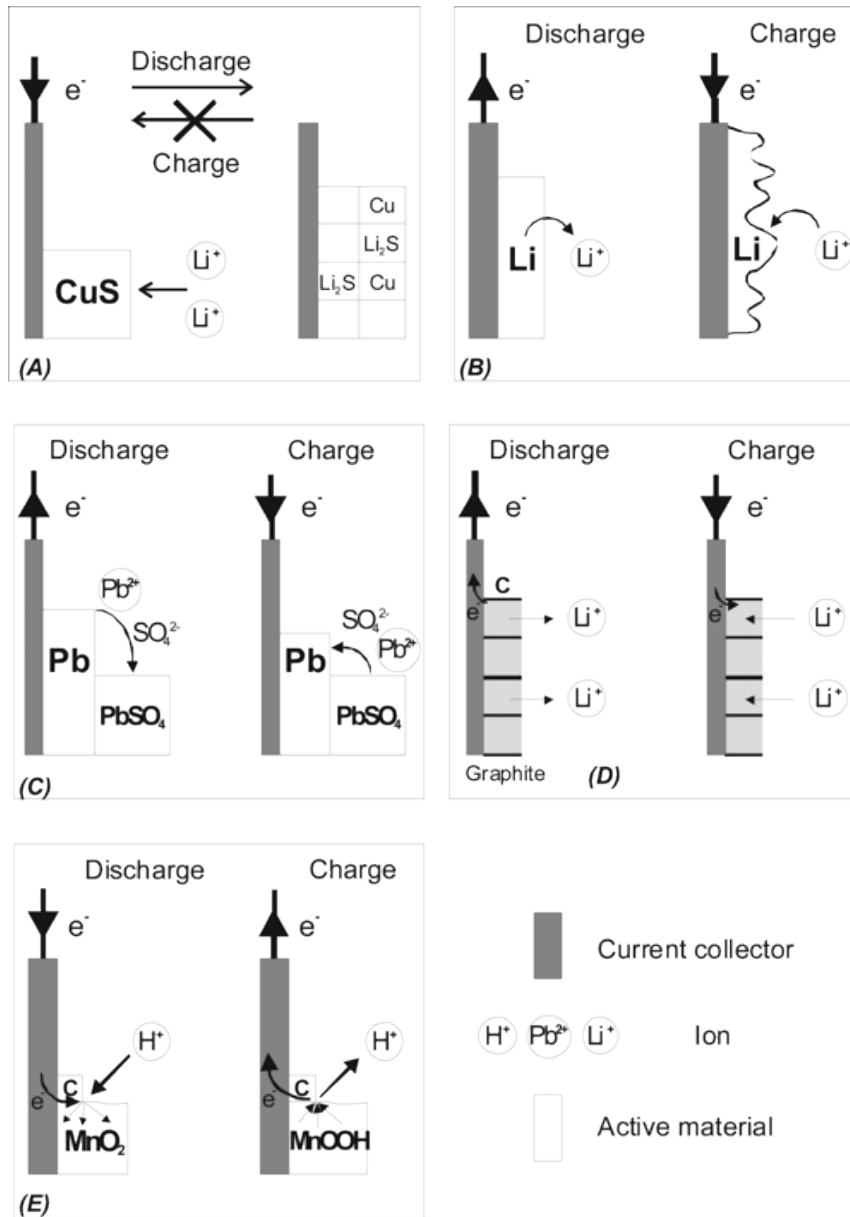 Discharge
e⁻
Charge
Cu
Li₂S
Li₂S Cu
CuS
Li⁺
Li⁺
(A)
Discharge Charge
e⁻ e⁻
Li Li⁺ Li Li⁺
(B)
Discharge Charge
e⁻ e⁻
Pb²⁺
SO₄²⁻ SO₄²⁻
Pb Pb Pb²⁺
PbSO₄ PbSO₄
(C)
Discharge Charge
e⁻ e⁻
C
e⁻ Li⁺ e⁻ Li⁺
Li⁺ Li⁺
Graphite
(D)
Discharge Charge
e⁻ e⁻
H⁺ H⁺
e⁻ C e⁻ C
MnO₂ MnOOH
(E)
Current collector
H⁺ Pb²⁺ Li⁺ Ion
Active material